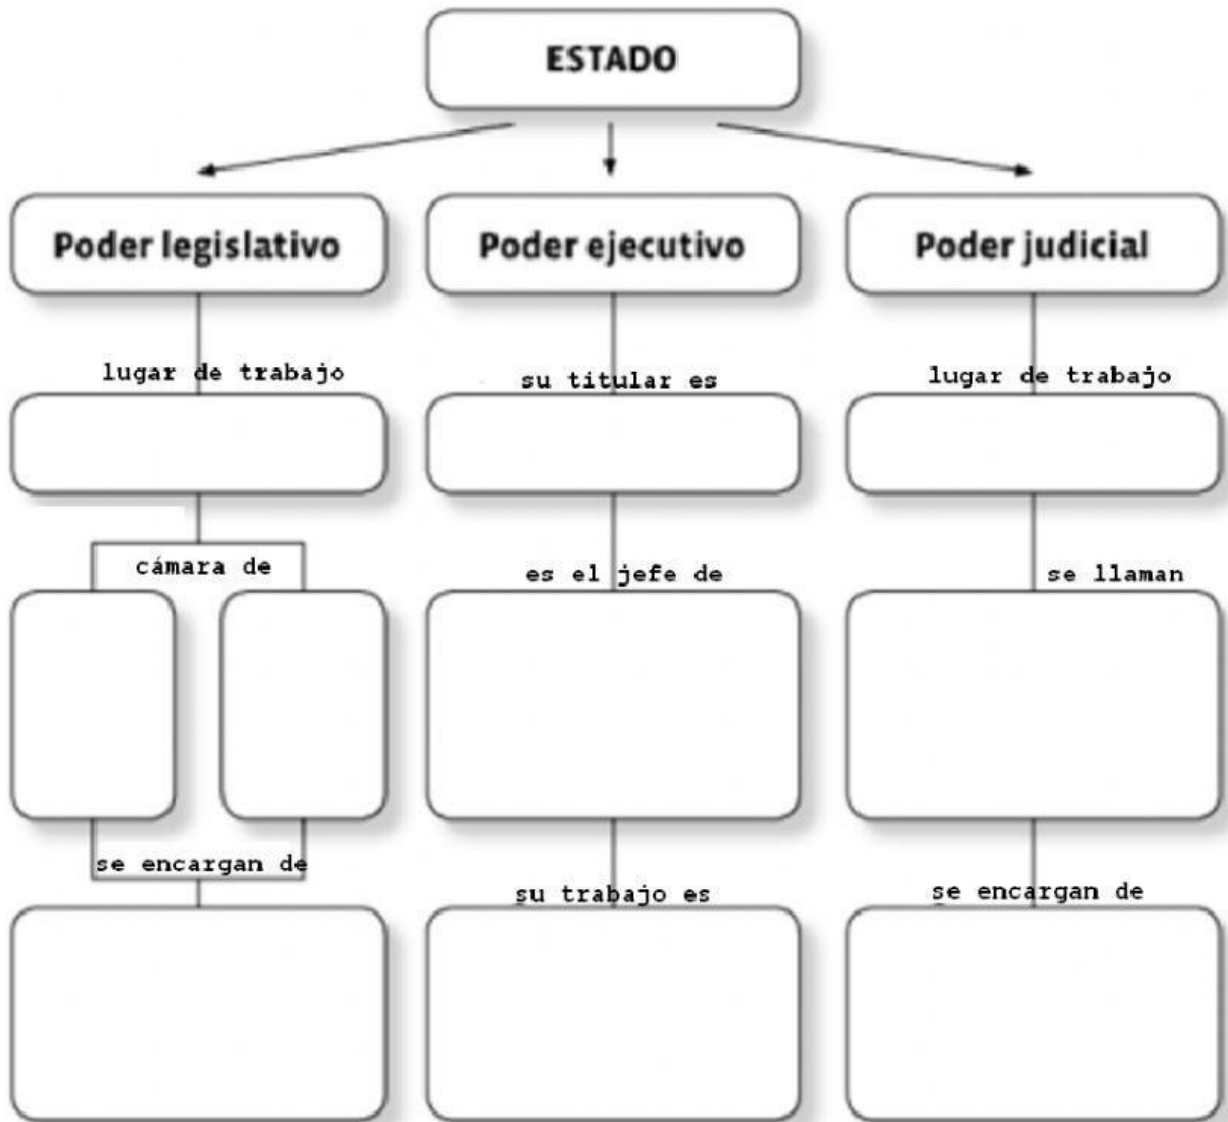 ESTADO
Poder legislativo
Poder ejecutivo
Poder judicial
lugar de trabajo
su titular es
lugar de trabajo
cámara de
es el jefe de
se llaman
se encargan de
su trabajo es
se encargan de